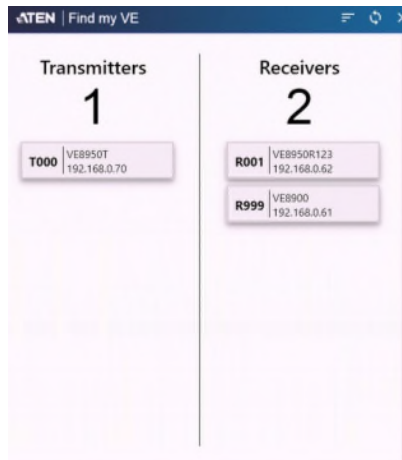 ATEN | Find my VE
Transmitters
1
T000 | VE8950T
192.168.0.70
Receivers
2
R001 | VE8950R123
192.168.0.62
R999 | VE8900
192.168.0.61